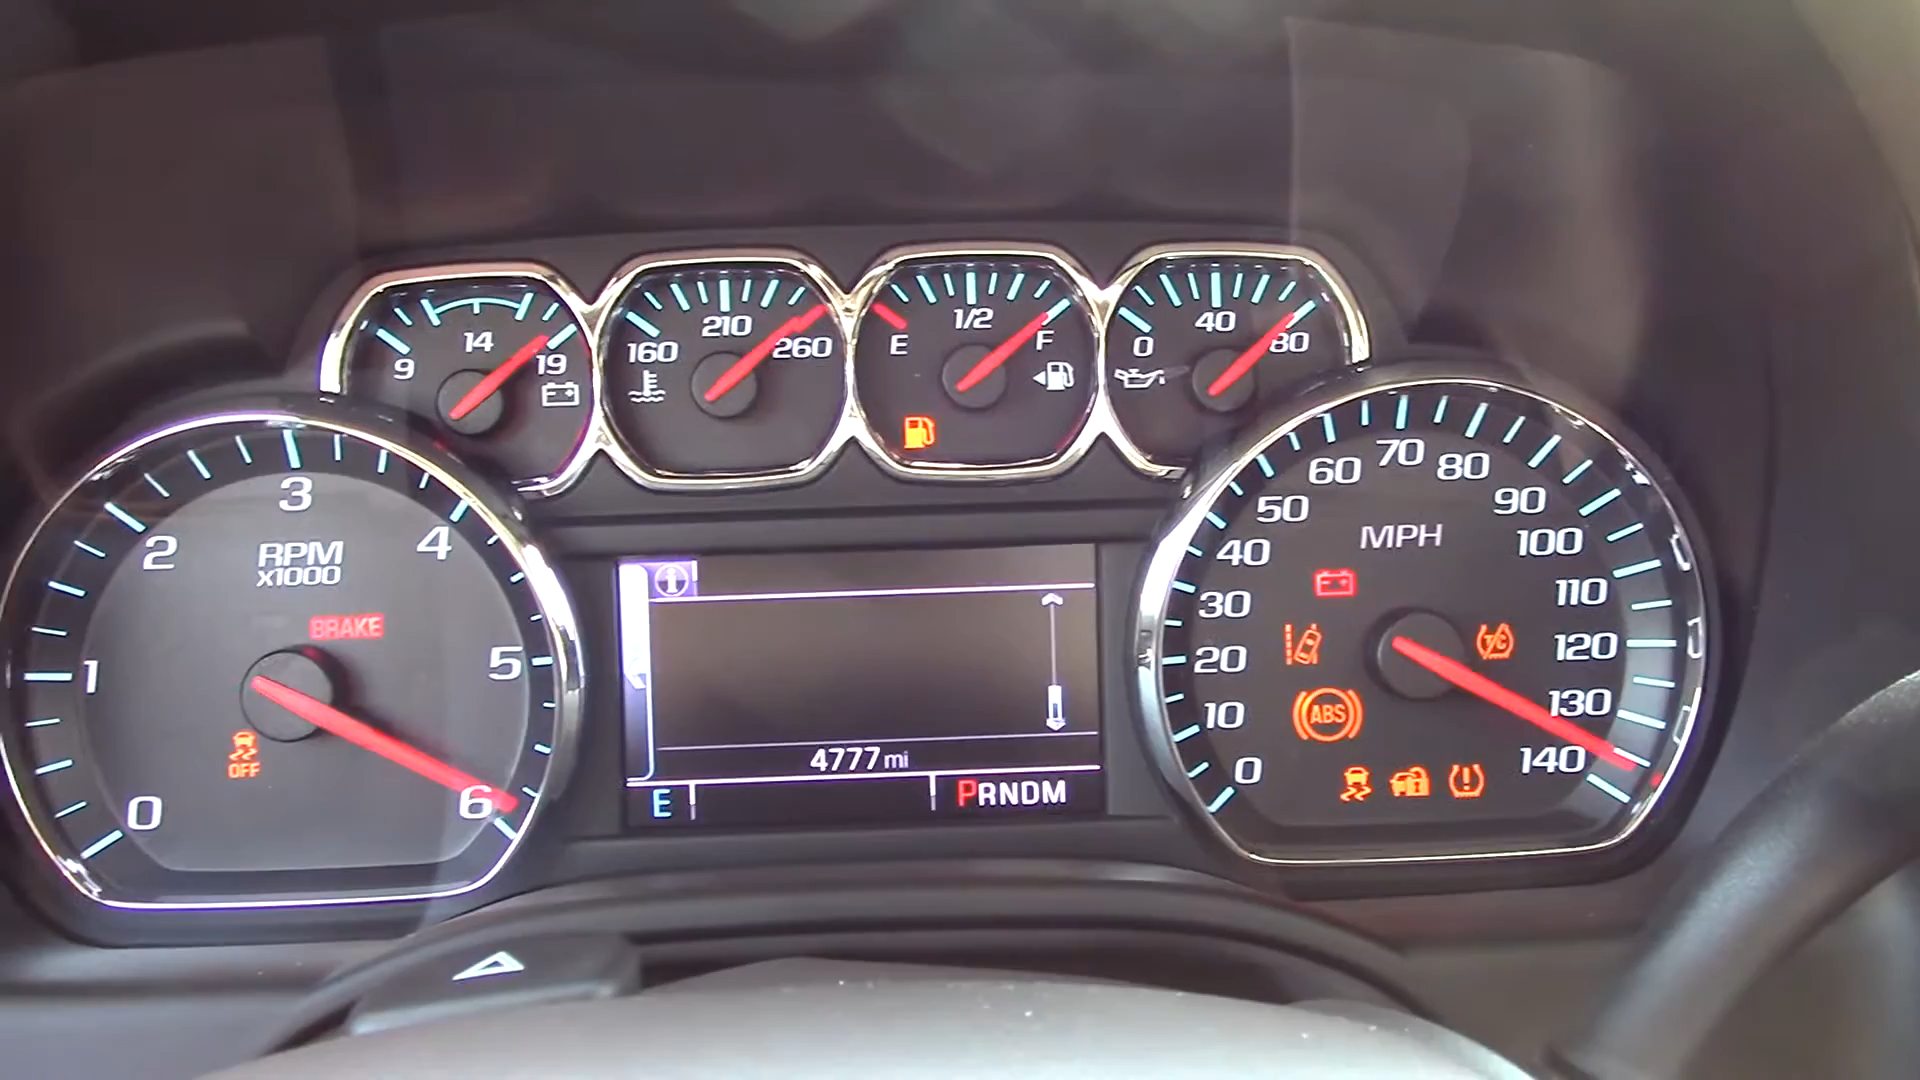 9 14 19
160 210 260
E 1/2 F
0 40 80
0 1 2 3 4 5 6
RPM
x1000
BRAKE
OFF
i
4777 mi
E
PRNDM
0 10 20 30 40 50 60 70 80 90 100 110 120 130 140
MPH
T/C
ABS